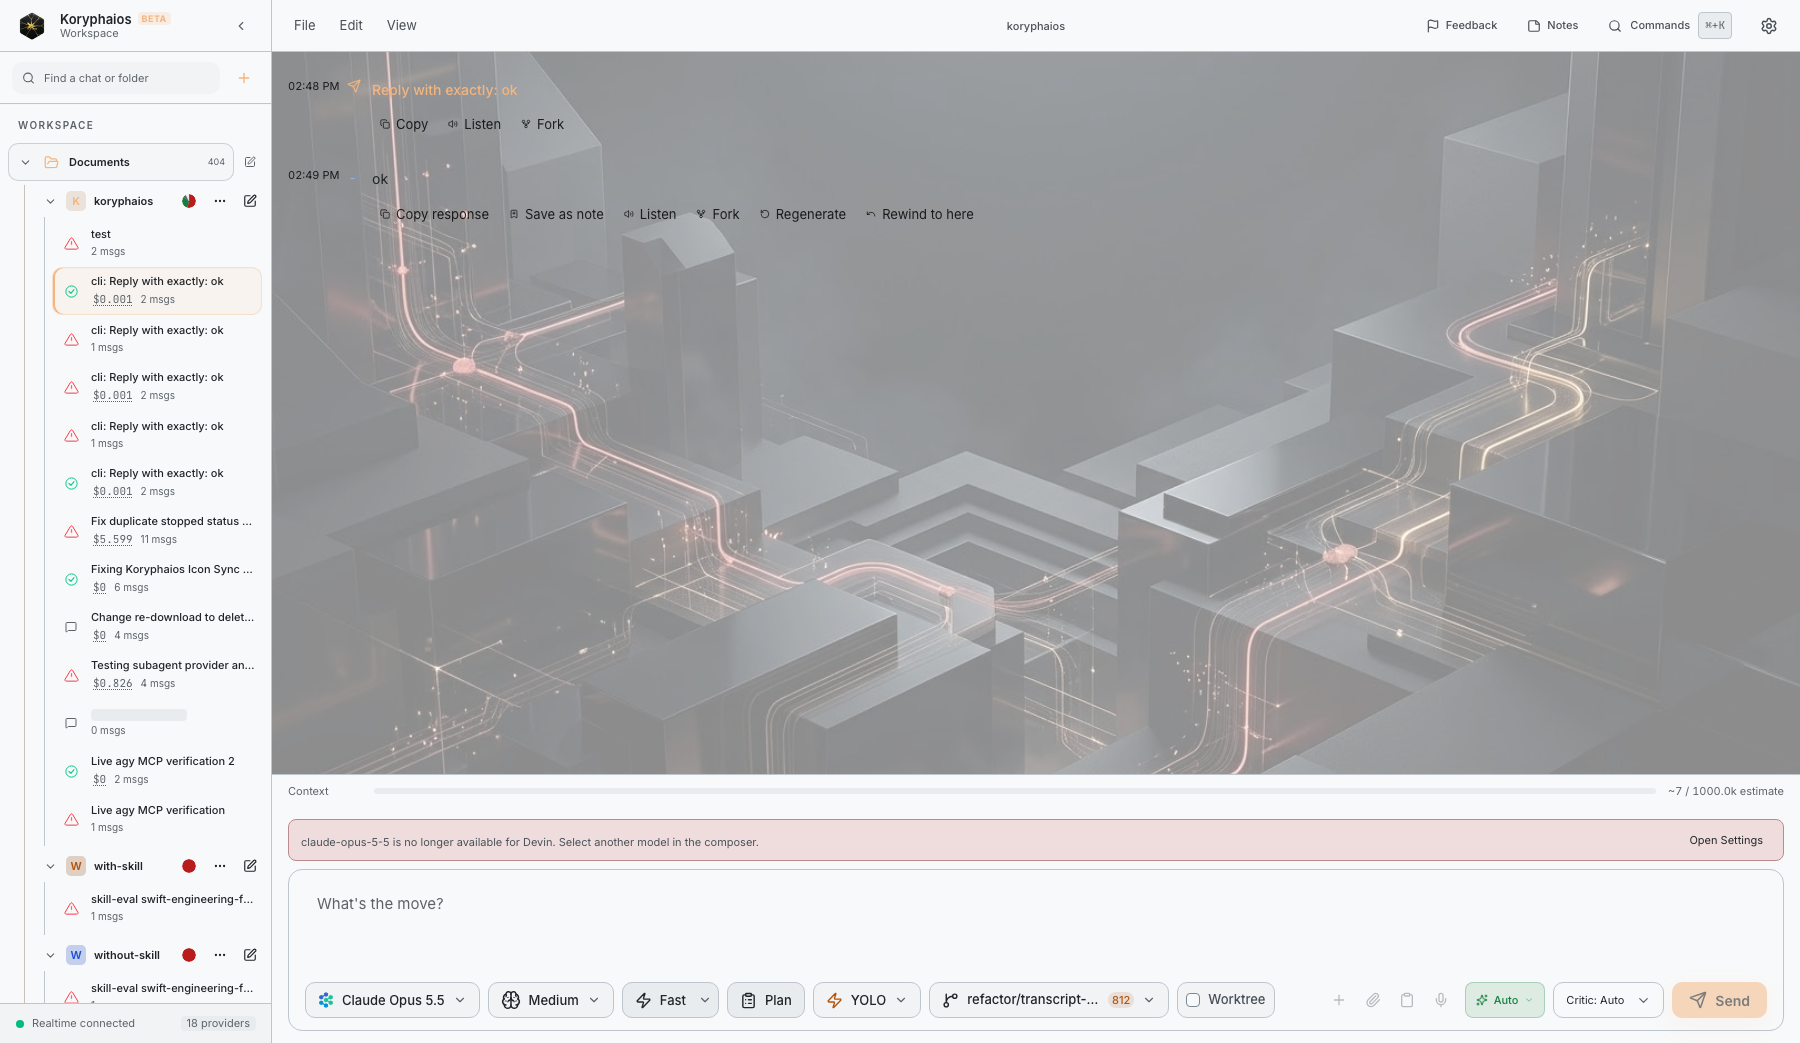 Koryphaios BETA
Workspace
File Edit View
koryphaios
Feedback Notes Commands ⌘+K
Find a chat or folder
WORKSPACE
Documents 404
K koryphaios
test
2 msgs
cli: Reply with exactly: ok
$0.001 2 msgs
cli: Reply with exactly: ok
1 msgs
cli: Reply with exactly: ok
$0.001 2 msgs
cli: Reply with exactly: ok
1 msgs
cli: Reply with exactly: ok
$0.001 2 msgs
Fix duplicate stopped status ...
$5.599 11 msgs
Fixing Koryphaios Icon Sync ...
$0 6 msgs
Change re-download to delet...
$0 4 msgs
Testing subagent provider an...
$0.826 4 msgs
0 msgs
Live agy MCP verification 2
$0 2 msgs
Live agy MCP verification
1 msgs
W with-skill
skill-eval swift-engineering-f...
1 msgs
W without-skill
skill-eval swift-engineering-f...
Realtime connected 18 providers
02:48 PM Reply with exactly: ok
Copy Listen Fork
02:49 PM ok
Copy response Save as note Listen Fork Regenerate Rewind to here
Context ~7 / 1000.0k estimate
claude-opus-5-5 is no longer available for Devin. Select another model in the composer. Open Settings
What's the move?
Claude Opus 5.5 Medium Fast Plan YOLO refactor/transcript-... 812 Worktree Auto Critic: Auto Send